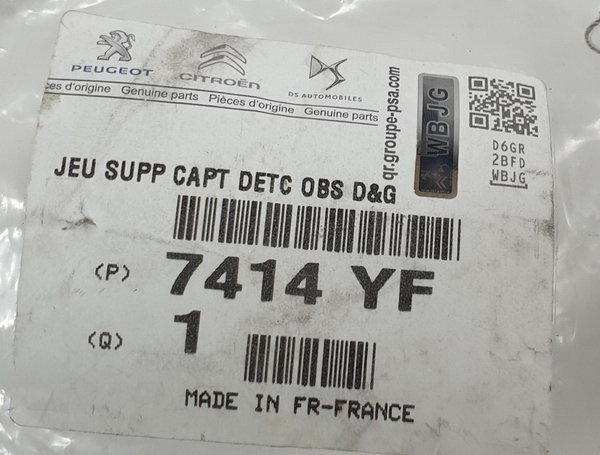 PEUGEOT
CITROËN
DS AUTOMOBILES
ces d'origine Genuine parts Pièces d'origine Genuine parts
qr.groupe-psa.com
WBJG
D6GR
2BFD
WBJG
JEU SUPP CAPT DETC OBS D&G
(P) 7414 YF
(Q) 1
MADE IN FR-FRANCE